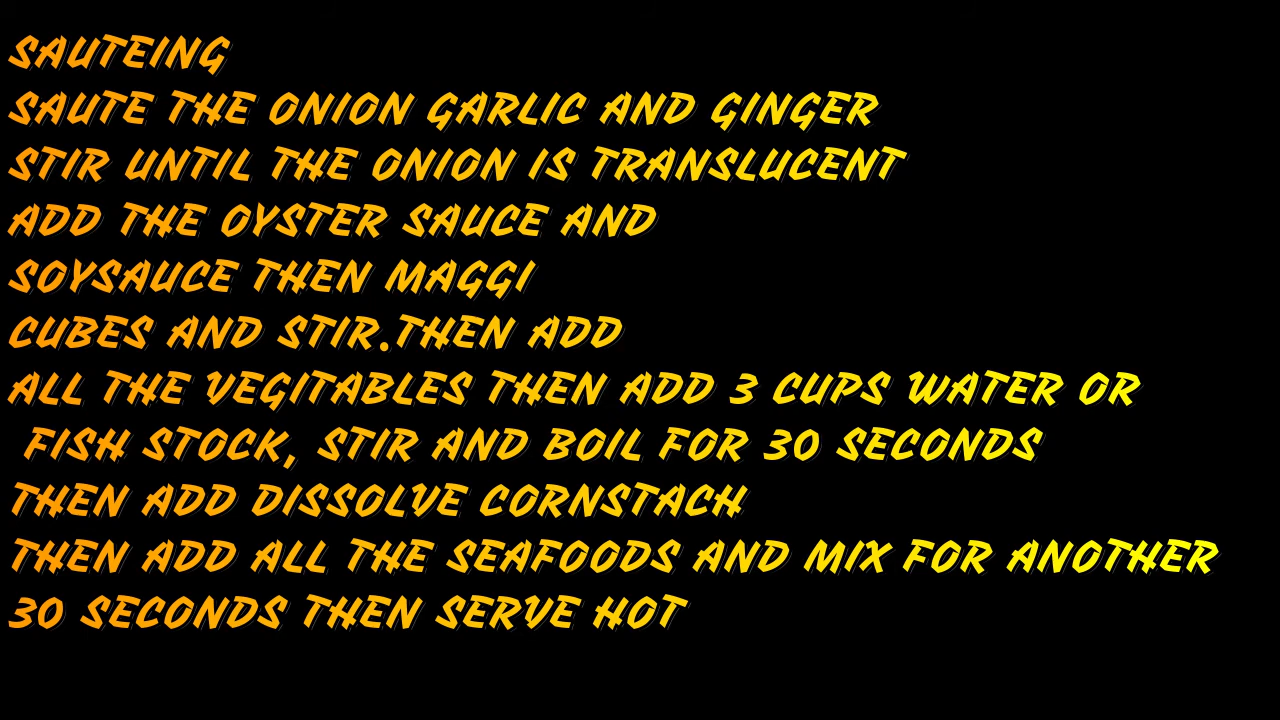 SAUTEING
SAUTE THE ONION GARLIC AND GINGER
STIR UNTIL THE ONION IS TRANSLUCENT
ADD THE OYSTER SAUCE AND
SOYSAUCE THEN MAGGI
CUBES AND STIR.THEN ADD
ALL THE VEGITABLES THEN ADD 3 CUPS WATER OR
FISH STOCK, STIR AND BOIL FOR 30 SECONDS
THEN ADD DISSOLVE CORNSTACH
THEN ADD ALL THE SEAFOODS AND MIX FOR ANOTHER
30 SECONDS THEN SERVE HOT